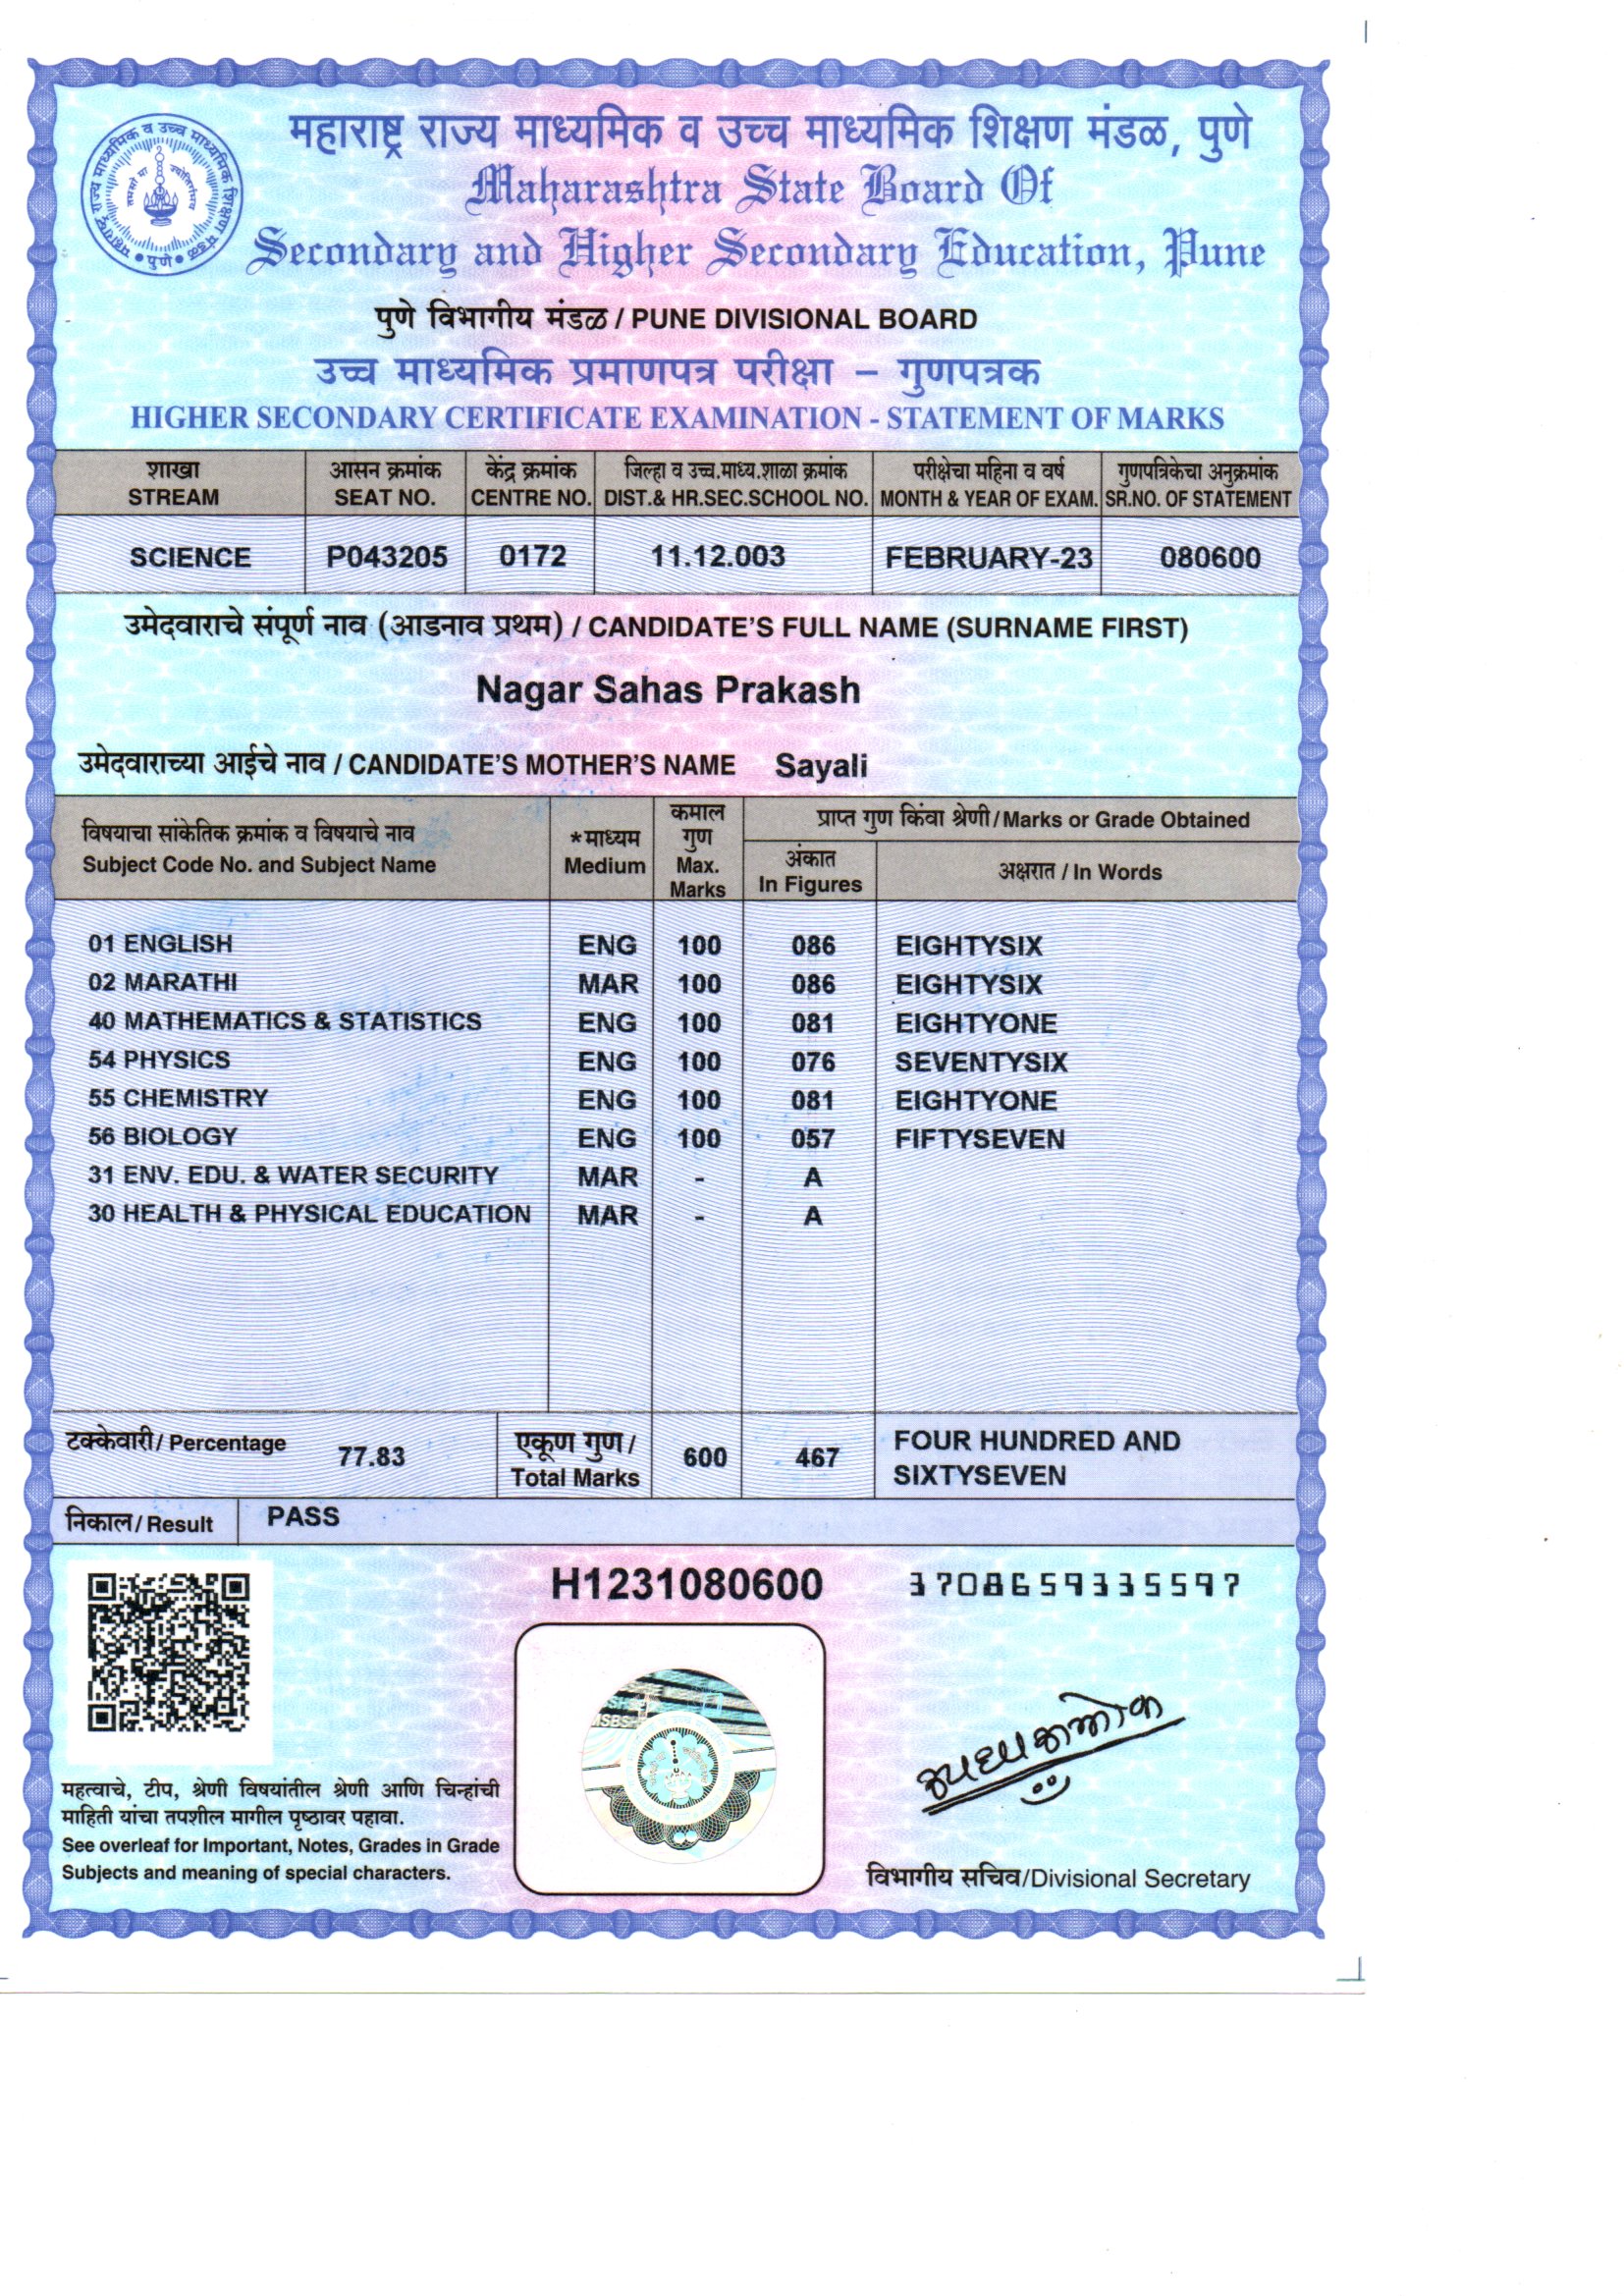 महाराष्ट्र राज्य माध्यमिक व उच्च माध्यमिक शिक्षण मंडळ, पुणे
Maharashtra State Board Of
Secondary and Higher Secondary Education, Pune
पुणे विभागीय मंडळ / PUNE DIVISIONAL BOARD
उच्च माध्यमिक प्रमाणपत्र परीक्षा – गुणपत्रक
HIGHER SECONDARY CERTIFICATE EXAMINATION - STATEMENT OF MARKS
शाखा आसन क्रमांक केंद्र क्रमांक जिल्हा व उच्च.माध्य.शाळा क्रमांक परीक्षेचा महिना व वर्ष गुणपत्रिकेचा अनुक्रमांक
STREAM SEAT NO. CENTRE NO. DIST.& HR.SEC.SCHOOL NO. MONTH & YEAR OF EXAM. SR.NO. OF STATEMENT
SCIENCE P043205 0172 11.12.003 FEBRUARY-23 080600
उमेदवाराचे संपूर्ण नाव (आडनाव प्रथम) / CANDIDATE'S FULL NAME (SURNAME FIRST)
Nagar Sahas Prakash
उमेदवाराच्या आईचे नाव / CANDIDATE'S MOTHER'S NAME Sayali
विषयाचा सांकेतिक क्रमांक व विषयाचे नाव
Subject Code No. and Subject Name
*माध्यम
Medium
कमाल
गुण
Max.
Marks
प्राप्त गुण किंवा श्रेणी/Marks or Grade Obtained
अंकात
In Figures
अक्षरात / In Words
01 ENGLISH ENG 100 086 EIGHTYSIX
02 MARATHI MAR 100 086 EIGHTYSIX
40 MATHEMATICS & STATISTICS ENG 100 081 EIGHTYONE
54 PHYSICS ENG 100 076 SEVENTYSIX
55 CHEMISTRY ENG 100 081 EIGHTYONE
56 BIOLOGY ENG 100 057 FIFTYSEVEN
31 ENV. EDU. & WATER SECURITY MAR - A
30 HEALTH & PHYSICAL EDUCATION MAR - A
टक्केवारी/ Percentage 77.83
एकूण गुण/
Total Marks
600 467
FOUR HUNDRED AND
SIXTYSEVEN
निकाल/ Result PASS
H1231080600 3708659335597
महत्वाचे, टीप, श्रेणी विषयांतील श्रेणी आणि चिन्हांची
माहिती यांचा तपशील मागील पृष्ठावर पहावा.
See overleaf for Important, Notes, Grades in Grade
Subjects and meaning of special characters.
विभागीय सचिव/Divisional Secretary